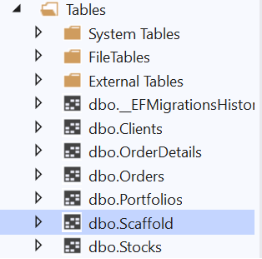 Tables
System Tables
FileTables
External Tables
dbo.__EFMigrationsHistor
dbo.Clients
dbo.OrderDetails
dbo.Orders
dbo.Portfolios
dbo.Scaffold
dbo.Stocks